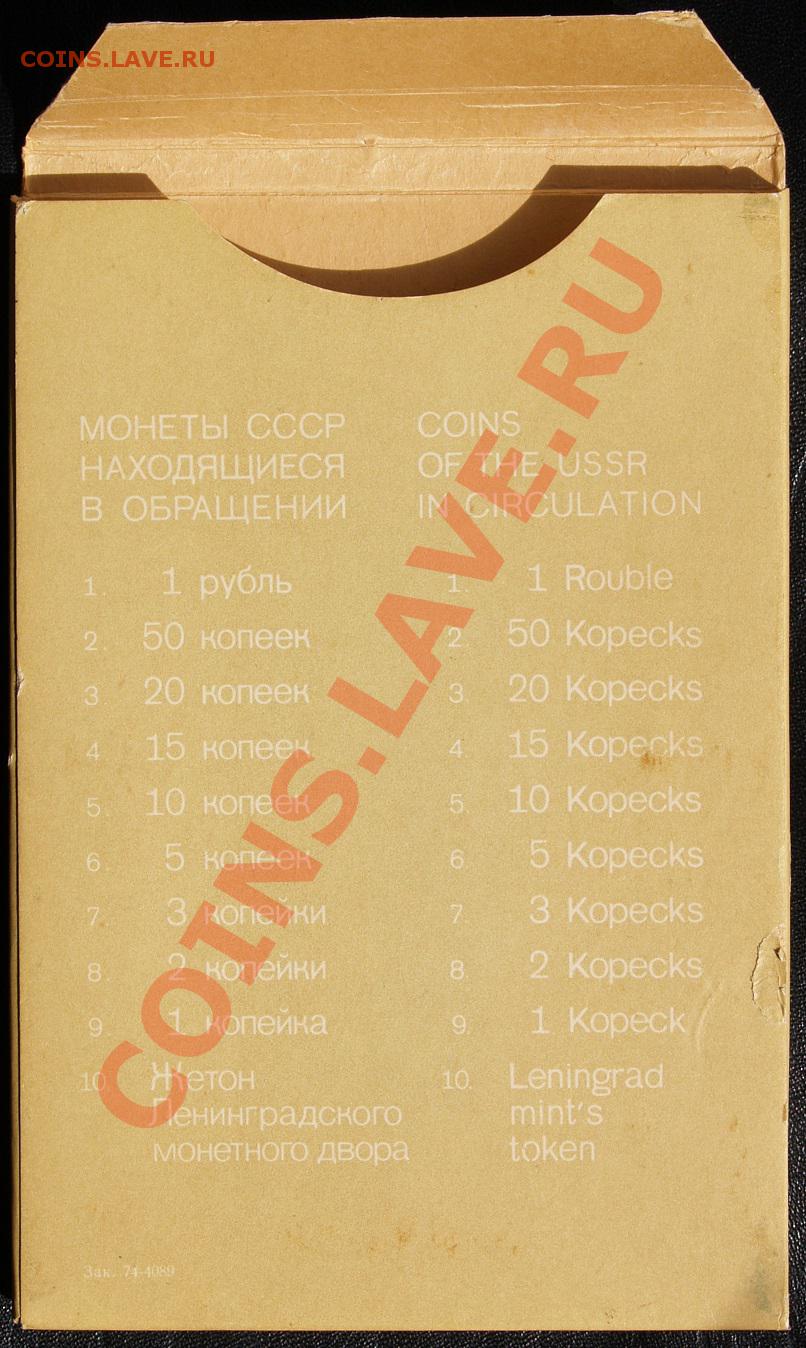 COINS.LAVE.RU
МОНЕТЫ СССР
НАХОДЯЩИЕСЯ
В ОБРАЩЕНИИ
1. 1 рубль
2. 50 копеек
3. 20 копеек
4. 15 копеек
5. 10 копеек
6. 5 копеек
7. 3 копейки
8. 2 копейки
9. 1 копейка
10. Жетон
Ленинградского
монетного двора
COINS
OF THE USSR
IN CIRCULATION
1. 1 Rouble
2. 50 Kopecks
3. 20 Kopecks
4. 15 Kopecks
5. 10 Kopecks
6. 5 Kopecks
7. 3 Kopecks
8. 2 Kopecks
9. 1 Kopeck
10. Leningrad
mint's
token
Зак. 74-4089
COINS.LAVE.RU